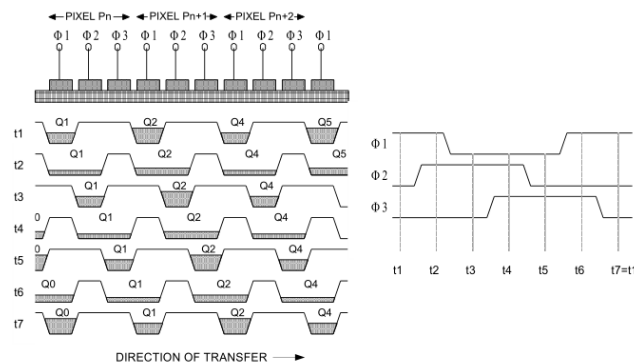 PIXEL Pn PIXEL Pn+1 PIXEL Pn+2
Φ1 Φ2 Φ3 Φ1 Φ2 Φ3 Φ1 Φ2 Φ3 Φ1
t1 Q1 Q2 Q4 Q5
t2 Q1 Q2 Q4 Q5
t3 Q1 Q2 Q4
t4 0 Q1 Q2 Q4
t5 0 Q1 Q2 Q4
t6 Q0 Q1 Q2 Q4
t7 Q0 Q1 Q2 Q4
DIRECTION OF TRANSFER
Φ1
Φ2
Φ3
t1 t2 t3 t4 t5 t6 t7=t1